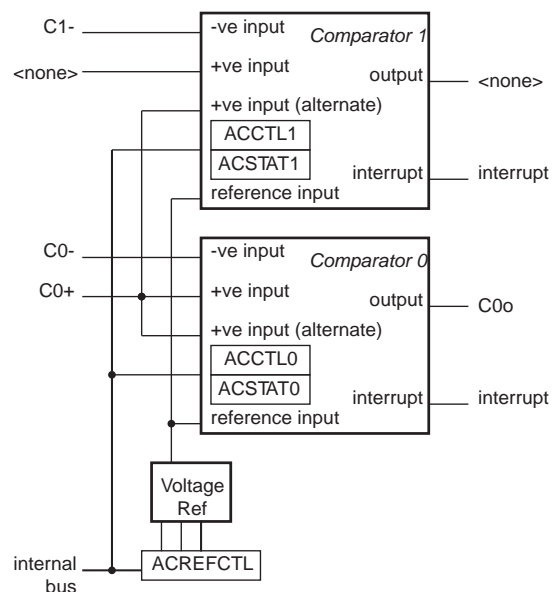 C1-
-ve input
Comparator 1
<none>
+ve input
output
<none>
+ve input (alternate)
ACCTL1
ACSTAT1
interrupt
interrupt
reference input
C0-
-ve input
Comparator 0
C0+
+ve input
output
C0o
+ve input (alternate)
ACCTL0
ACSTAT0
interrupt
interrupt
reference input
Voltage
Ref
internal
bus
ACREFCTL